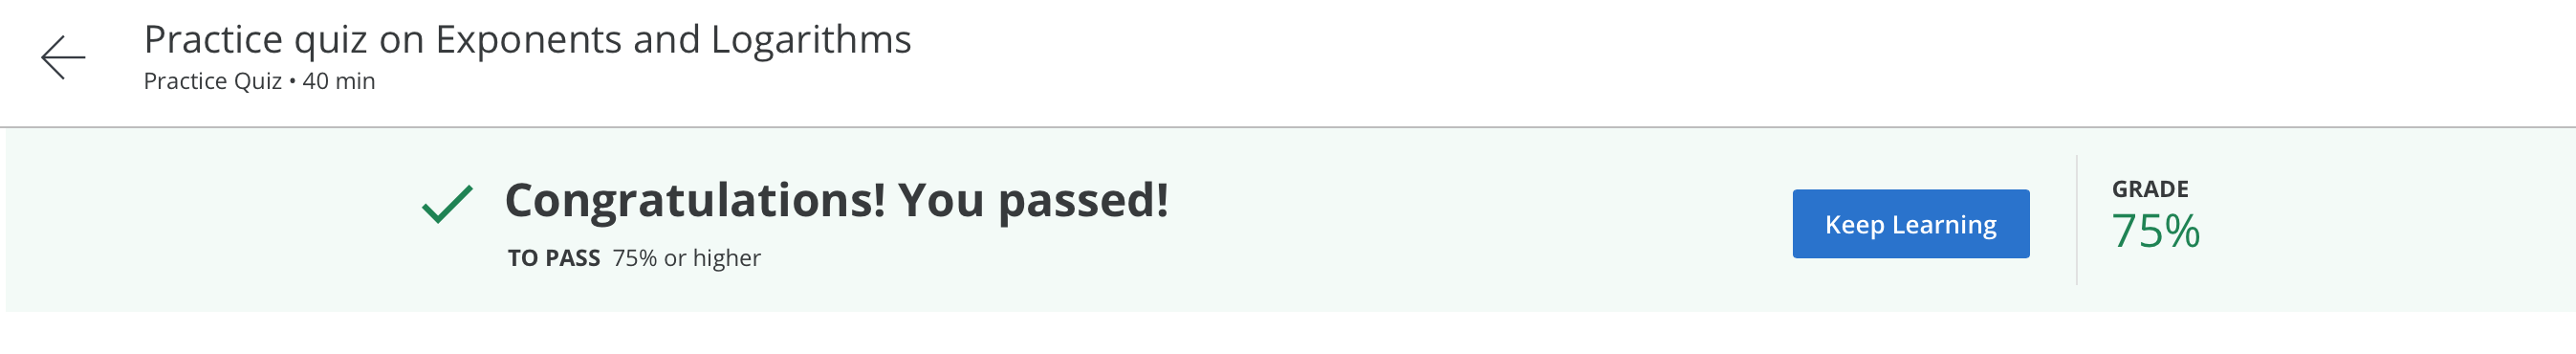 Practice quiz on Exponents and Logarithms
Practice Quiz • 40 min
Congratulations! You passed!
TO PASS 75% or higher
Keep Learning
GRADE
75%